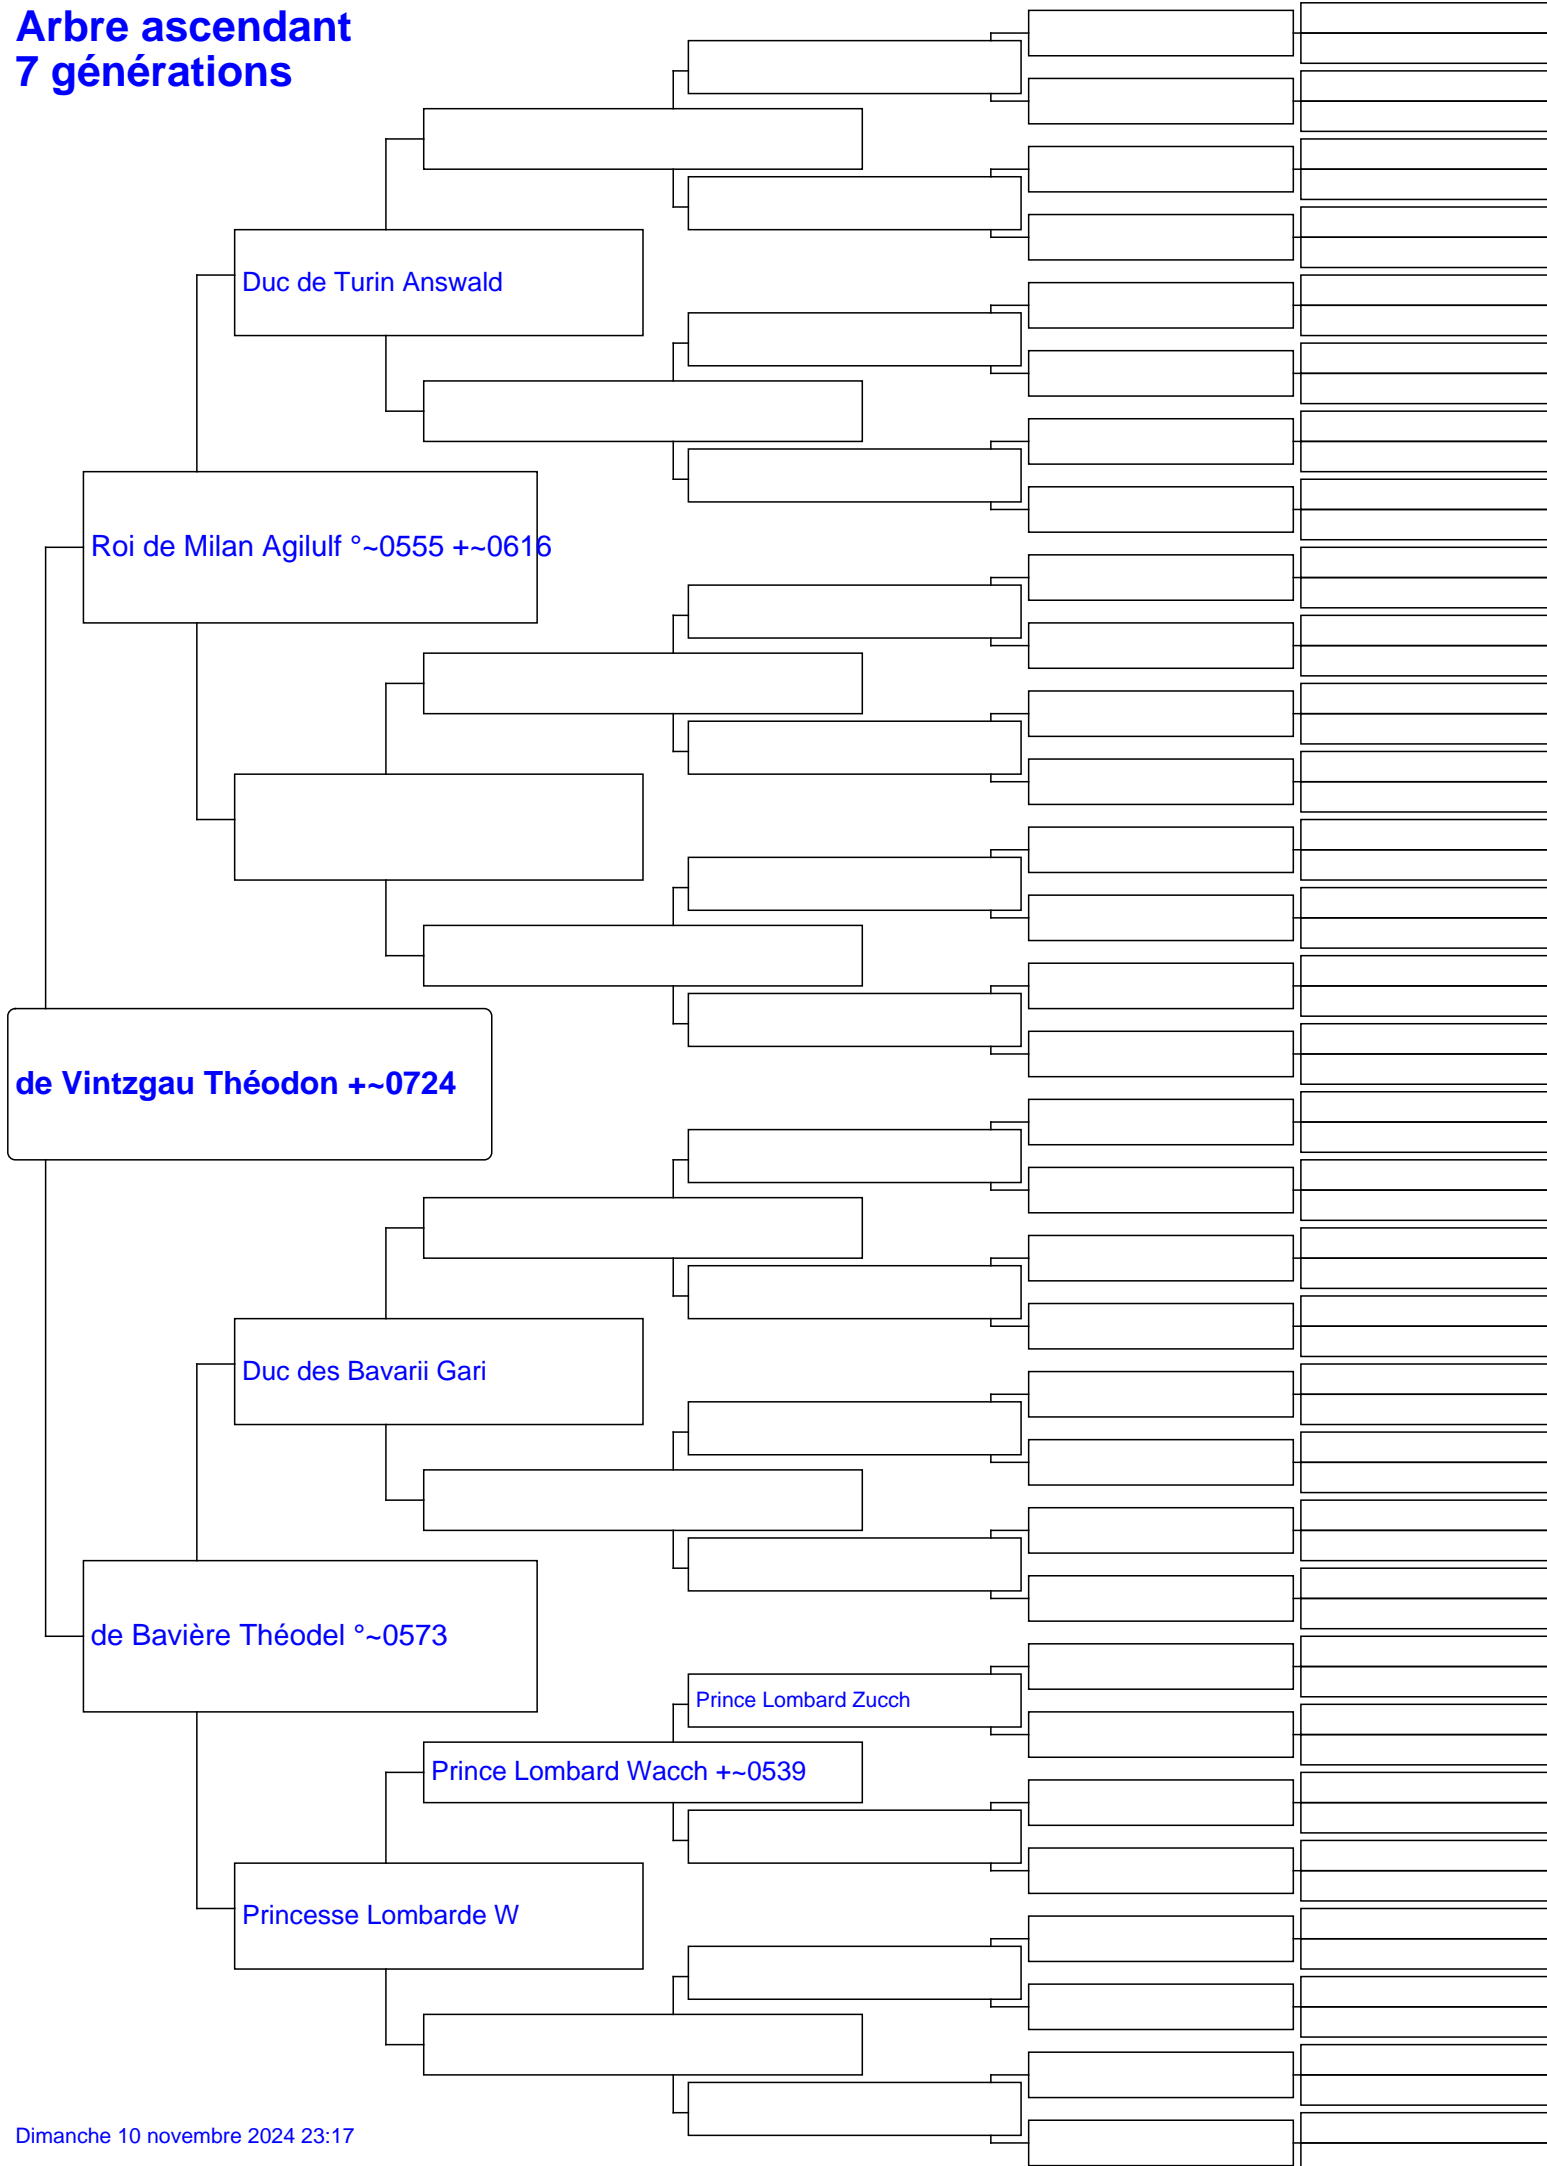 Arbre ascendant
7 générations
Duc de Turin Answald
Roi de Milan Agilulf °~0555 +~0616
de Vintzgau Théodon +~0724
Duc des Bavarii Gari
de Bavière Théodel °~0573
Prince Lombard Zucch
Prince Lombard Wacch +~0539
Princesse Lombarde W
Dimanche 10 novembre 2024 23:17